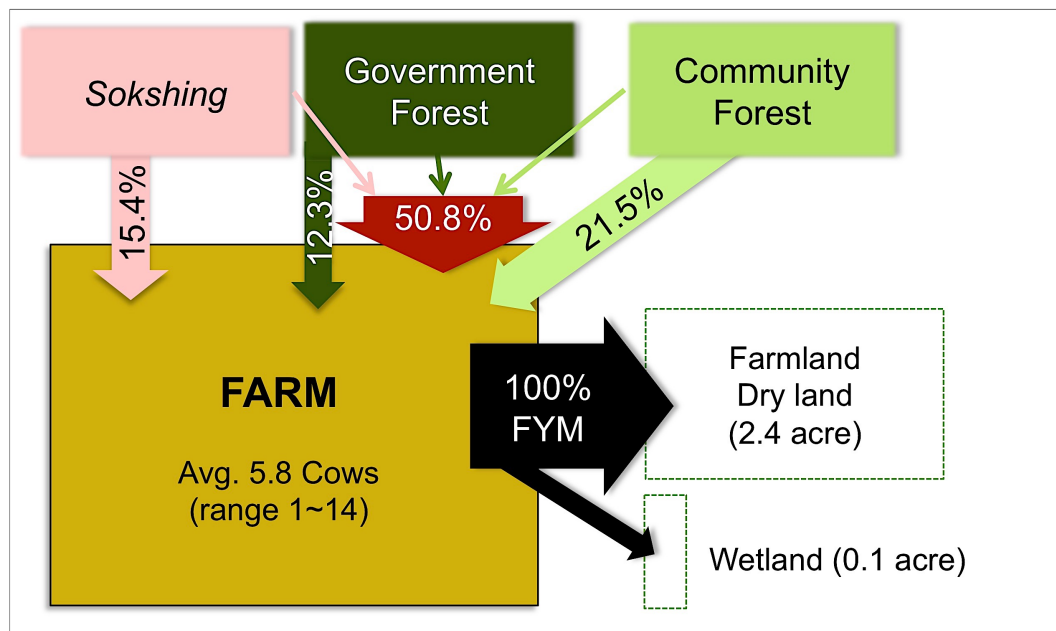 Sokshing
Government
Forest
Community
Forest
15.4%
12.3%
50.8%
21.5%
FARM
Avg. 5.8 Cows
(range 1~14)
100%
FYM
Farmland
Dry land
(2.4 acre)
Wetland (0.1 acre)